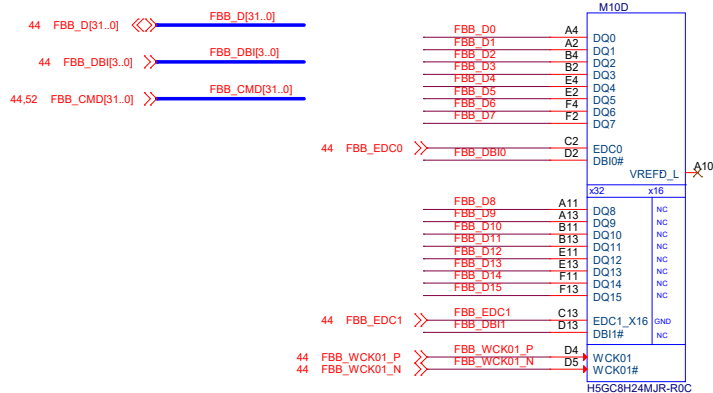 M10D
44 FBB_D[31..0] FBB_D[31..0]
44 FBB_DBI[3..0] FBB_DBI[3..0]
44,52 FBB_CMD[31..0] FBB_CMD[31..0]
FBB_D0 A4 DQ0
FBB_D1 A2 DQ1
FBB_D2 B4 DQ2
FBB_D3 B2 DQ3
FBB_D4 E4 DQ4
FBB_D5 E2 DQ5
FBB_D6 F4 DQ6
FBB_D7 F2 DQ7
44 FBB_EDC0 C2 EDC0
FBB_DBI0 D2 DBI0#
VREFD_L A10
x32 x16
FBB_D8 A11 DQ8 NC
FBB_D9 A13 DQ9 NC
FBB_D10 B11 DQ10 NC
FBB_D11 B13 DQ11 NC
FBB_D12 E11 DQ12 NC
FBB_D13 E13 DQ13 NC
FBB_D14 F11 DQ14 NC
FBB_D15 F13 DQ15 NC
44 FBB_EDC1 FBB_EDC1 C13 EDC1_X16 GND
FBB_DBI1 D13 DBI1# NC
44 FBB_WCK01_P FBB_WCK01_P D4 WCK01
44 FBB_WCK01_N FBB_WCK01_N D5 WCK01#
H5GC8H24MJR-R0C